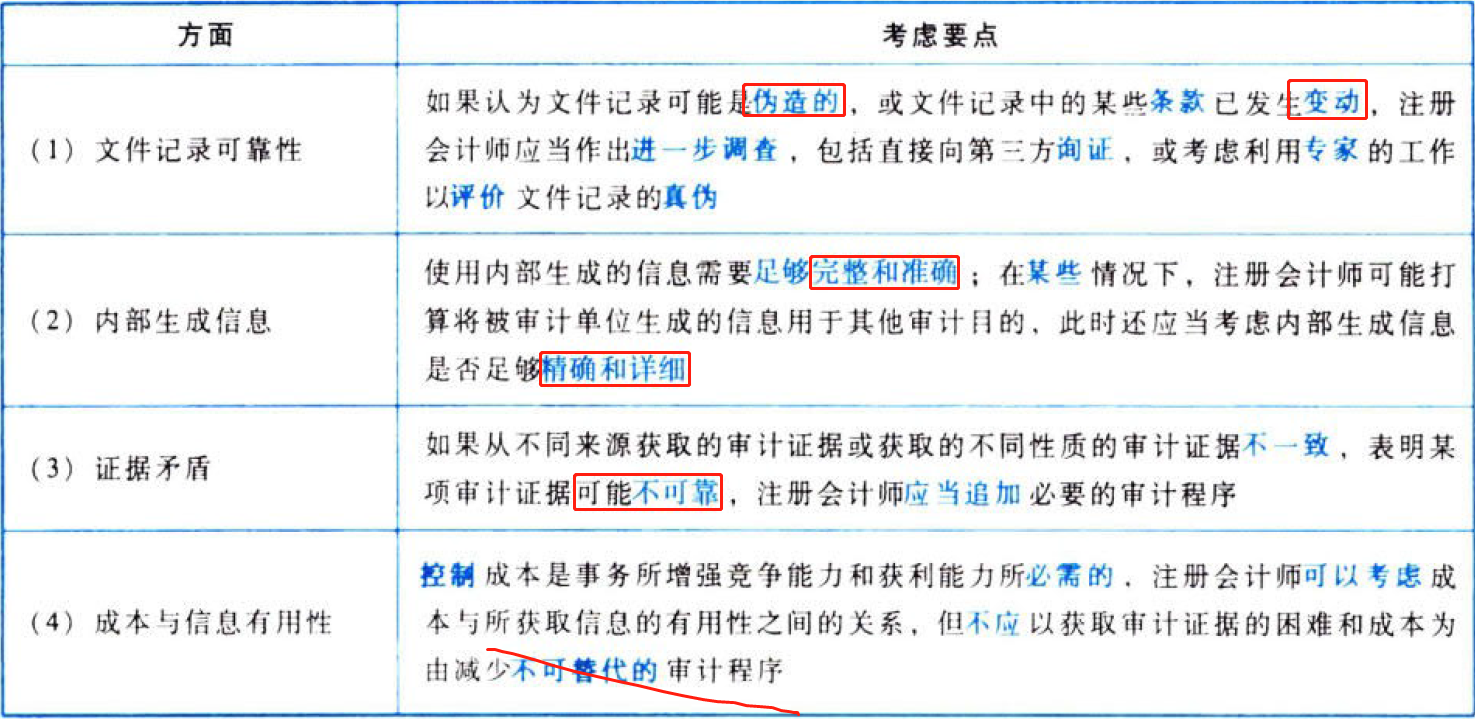 方面
考虑要点
(1) 文件记录可靠性
如果认为文件记录可能是伪造的，或文件记录中的某些条款已发生变动，注册
会计师应当作出进一步调查，包括直接向第三方询证，或考虑利用专家的工作
以评价文件记录的真伪
(2) 内部生成信息
使用内部生成的信息需要足够完整和准确；在某些情况下，注册会计师可能打
算将被审计单位生成的信息用于其他审计目的，此时还应当考虑内部生成信息
是否足够精确和详细
(3) 证据矛盾
如果从不同来源获取的审计证据或获取的不同性质的审计证据不一致，表明某
项审计证据可能不可靠，注册会计师应当追加必要的审计程序
(4) 成本与信息有用性
控制成本是事务所增强竞争能力和获利能力所必需的，注册会计师可以考虑成
本与所获取信息的有用性之间的关系，但不应以获取审计证据的困难和成本为
由减少不可替代的审计程序